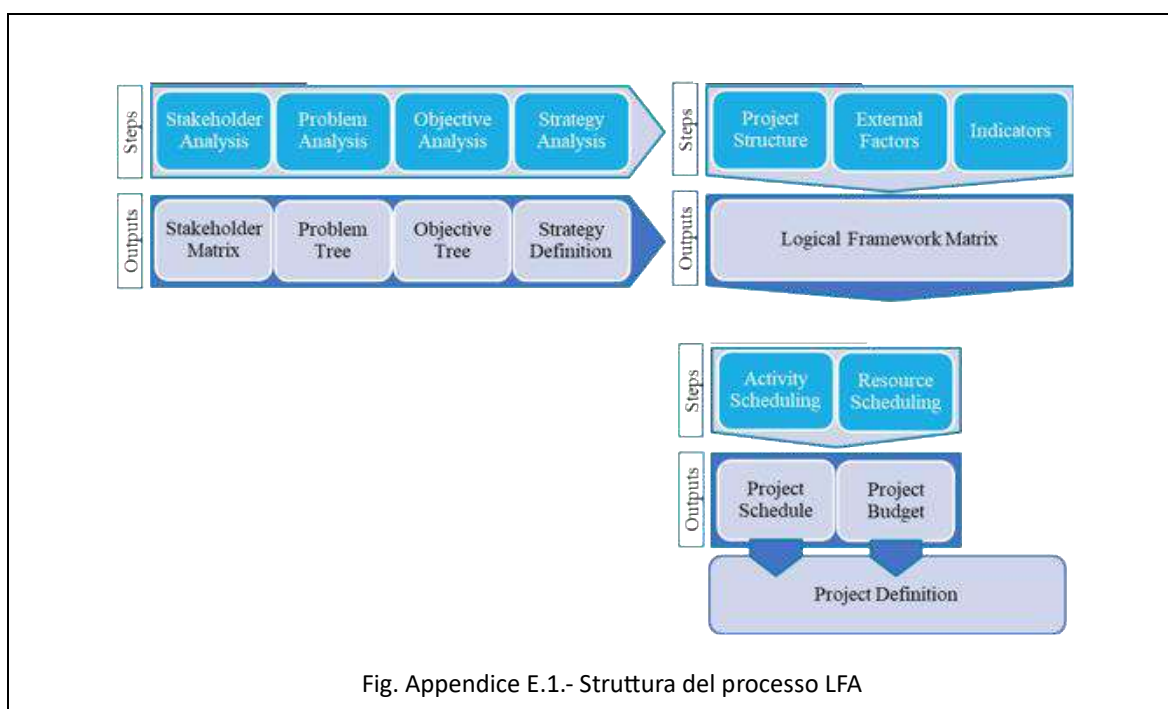 Steps
Stakeholder
Analysis
Problem
Analysis
Objective
Analysis
Strategy
Analysis
Outputs
Stakeholder
Matrix
Problem
Tree
Objective
Tree
Strategy
Definition
Steps
Project
Structure
External
Factors
Indicators
Outputs
Logical Framework Matrix
Steps
Activity
Scheduling
Resource
Scheduling
Outputs
Project
Schedule
Project
Budget
Project Definition
Fig. Appendice E.1.- Struttura del processo LFA